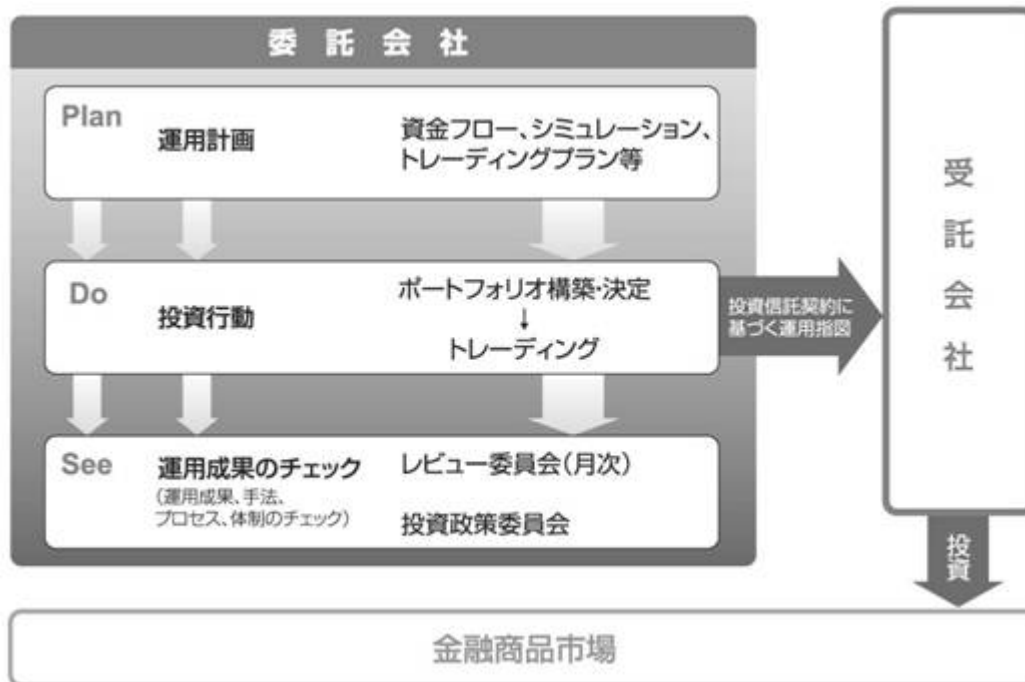 委託会社
Plan
運用計画
資金フロー、シミュレーション、
トレーディングプラン等
Do
投資行動
ポートフォリオ構築・決定
↓
トレーディング
投資信託契約に
基づく運用指図
See
運用成果のチェック
(運用成果、手法、
プロセス、体制のチェック)
レビュー委員会(月次)
投資政策委員会
受託会社
投資
金融商品市場